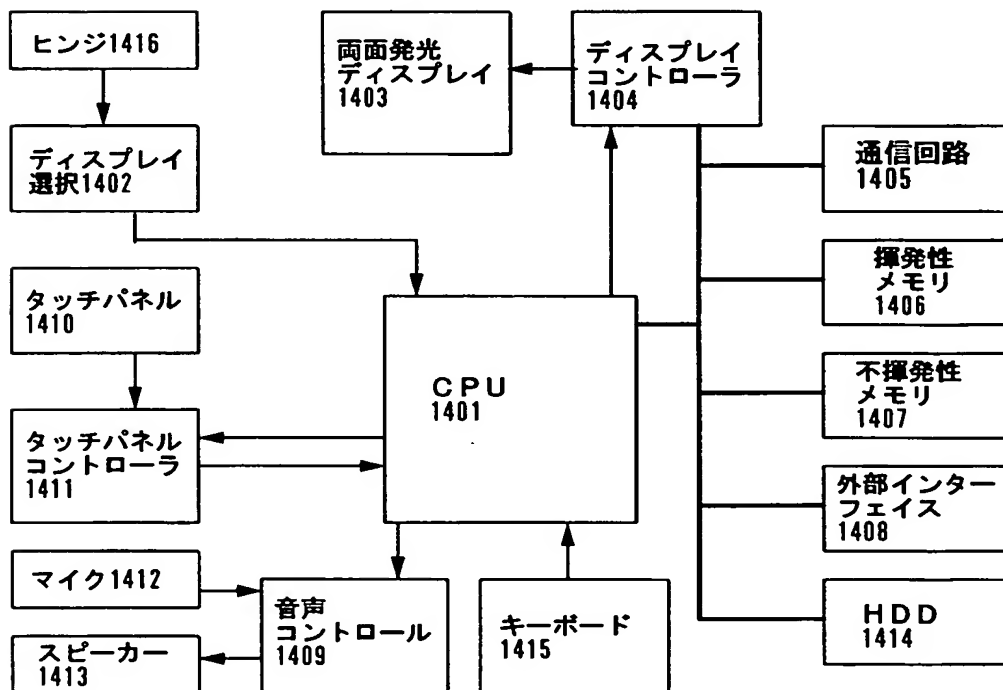 ヒンジ1416
両面発光
ディスプレイ
1403
ディスプレイ
コントローラ
1404
ディスプレイ
選択1402
通信回路
1405
揮発性
メモリ
1406
タッチパネル
1410
CPU
1401
不揮発性
メモリ
1407
タッチパネル
コントローラ
1411
外部インター
フェイス
1408
マイク1412
音声
コントロール
1409
キーボード
1415
HDD
1414
スピーカー
1413